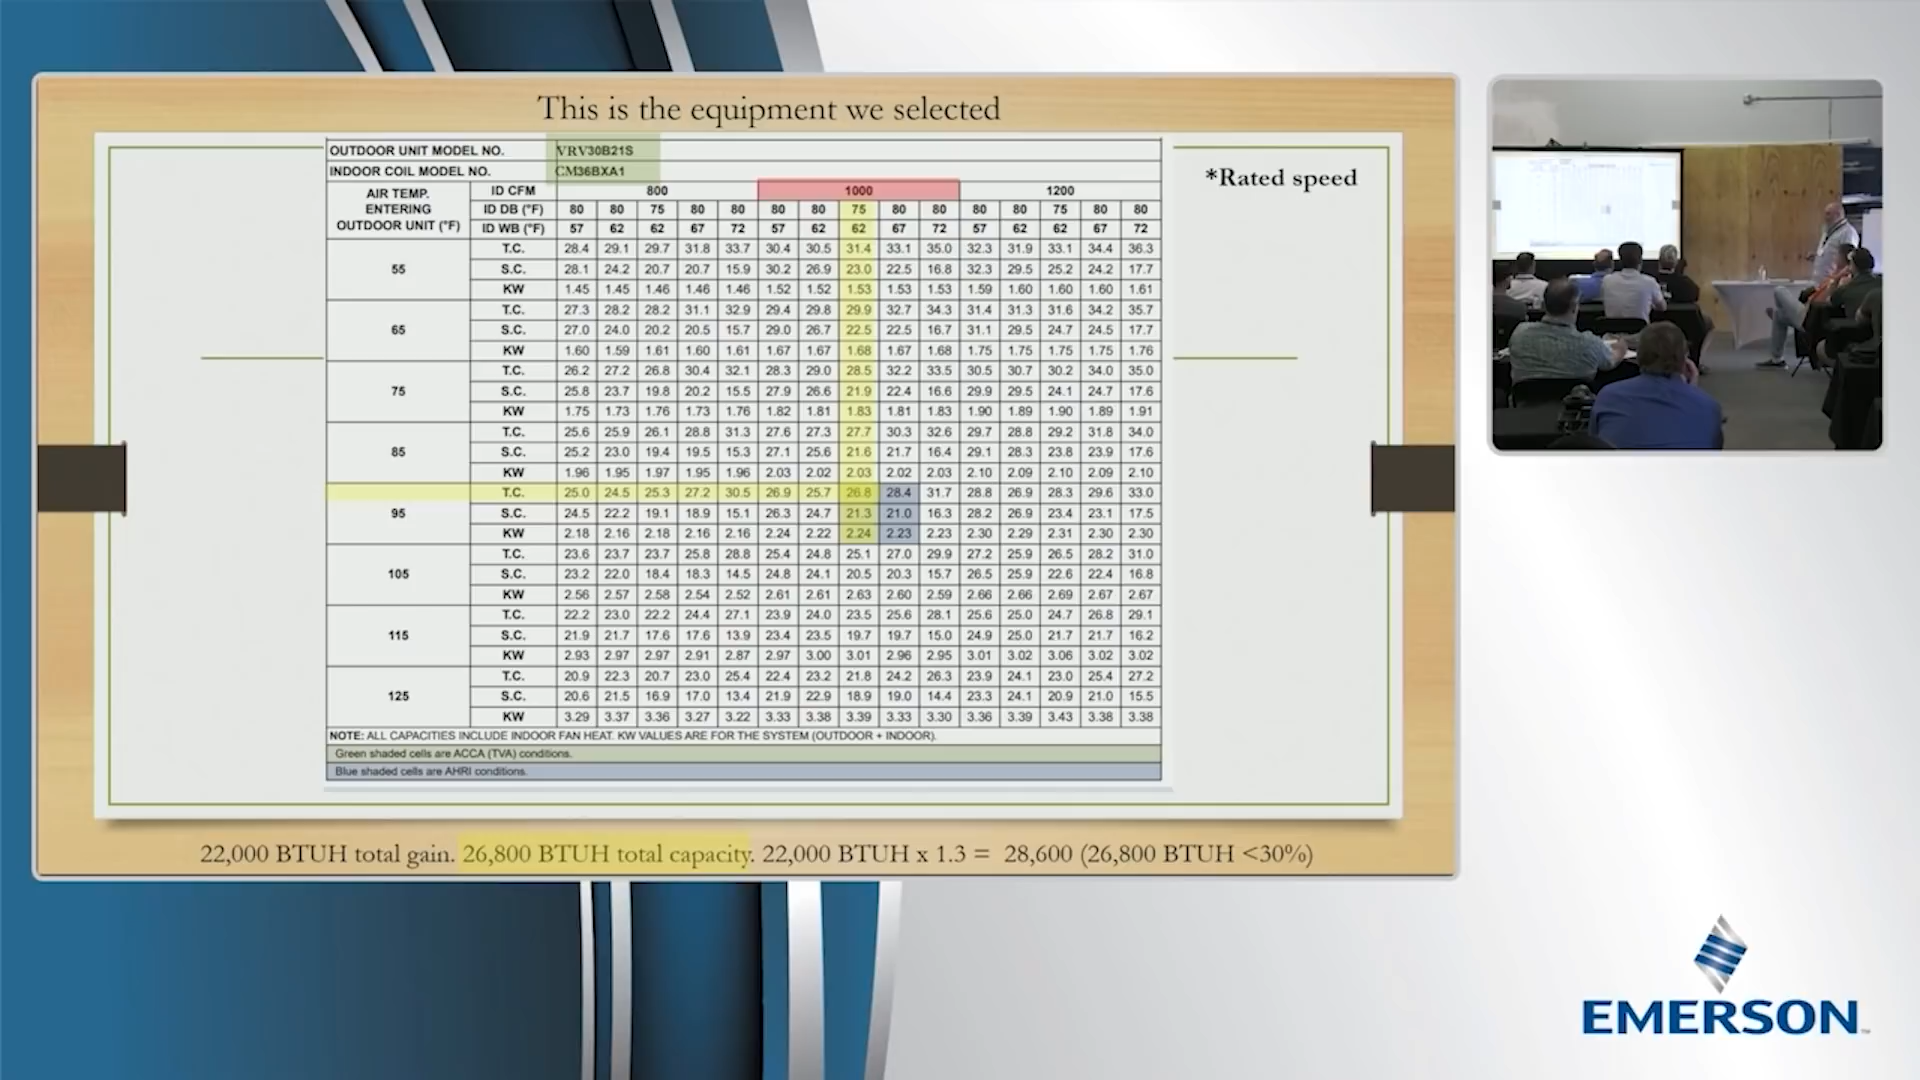 This is the equipment we selected
OUTDOOR UNIT MODEL NO. VRV30B21S
INDOOR COIL MODEL NO. CM36BXA1
*Rated speed
AIR TEMP. ENTERING OUTDOOR UNIT (°F)
ID CFM 800 1000 1200
ID DB (°F) 80 80 75 80 80 80 80 75 80 80 80 80 75 80 80
ID WB (°F) 57 62 62 67 72 57 62 62 67 72 57 62 62 67 72
55
T.C. 28.4 29.1 29.7 31.8 33.7 30.4 30.5 31.4 33.1 35.0 32.3 31.9 33.1 34.4 36.3
S.C. 28.1 24.2 20.7 20.7 15.9 30.2 26.9 23.0 22.5 16.8 32.3 29.5 25.2 24.2 17.7
KW 1.45 1.45 1.46 1.46 1.46 1.52 1.52 1.53 1.53 1.53 1.59 1.60 1.60 1.60 1.61
65
T.C. 27.3 28.2 28.2 31.1 32.9 29.4 29.8 29.9 32.7 34.3 31.4 31.3 31.6 34.2 35.7
S.C. 27.0 24.0 20.2 20.5 15.7 29.0 26.7 22.5 22.5 16.7 31.1 29.5 24.7 24.5 17.7
KW 1.60 1.59 1.61 1.60 1.61 1.67 1.67 1.68 1.67 1.68 1.75 1.75 1.75 1.75 1.76
75
T.C. 26.2 27.2 26.8 30.4 32.1 28.3 29.0 28.5 32.2 33.5 30.5 30.7 30.2 34.0 35.0
S.C. 25.8 23.7 19.8 20.2 15.5 27.9 26.6 21.9 22.4 16.6 29.9 29.5 24.1 24.7 17.6
KW 1.75 1.73 1.76 1.73 1.76 1.82 1.81 1.83 1.81 1.83 1.90 1.89 1.90 1.89 1.91
85
T.C. 25.6 25.9 26.1 28.8 31.3 27.6 27.3 27.7 30.3 32.6 29.7 28.8 29.2 31.8 34.0
S.C. 25.2 23.0 19.4 19.5 15.3 27.1 25.6 21.6 21.7 16.4 29.1 28.3 23.8 23.9 17.6
KW 1.96 1.95 1.97 1.95 1.96 2.03 2.02 2.03 2.02 2.03 2.10 2.09 2.10 2.09 2.10
95
T.C. 25.0 24.5 25.3 27.2 30.5 26.9 25.7 26.8 28.4 31.7 28.8 26.9 28.3 29.6 33.0
S.C. 24.5 22.2 19.1 18.9 15.1 26.3 24.7 21.3 21.0 16.3 28.2 26.9 23.4 23.1 17.5
KW 2.18 2.16 2.18 2.16 2.16 2.24 2.22 2.24 2.23 2.23 2.30 2.29 2.31 2.30 2.30
105
T.C. 23.6 23.7 23.7 25.8 28.8 25.4 24.8 25.1 27.0 29.9 27.2 25.9 26.5 28.2 31.0
S.C. 23.2 22.0 18.4 18.3 14.5 24.8 24.1 20.5 20.3 15.7 26.5 25.9 22.6 22.4 16.8
KW 2.56 2.57 2.58 2.54 2.52 2.61 2.61 2.63 2.60 2.59 2.66 2.66 2.69 2.67 2.67
115
T.C. 22.2 23.0 22.2 24.4 27.1 23.9 24.0 23.5 25.6 28.1 25.6 25.0 24.7 26.8 29.1
S.C. 21.9 21.7 17.6 17.6 13.9 23.4 23.5 19.7 19.7 15.0 24.9 25.0 21.7 21.7 16.2
KW 2.93 2.97 2.97 2.91 2.87 2.97 3.00 3.01 2.96 2.95 3.01 3.02 3.06 3.02 3.02
125
T.C. 20.9 22.3 20.7 23.0 25.4 22.4 23.2 21.8 24.2 26.3 23.9 24.1 23.0 25.4 27.2
S.C. 20.6 21.5 16.9 17.0 13.4 21.9 22.9 18.9 19.0 14.4 23.3 24.1 20.9 21.0 15.5
KW 3.29 3.37 3.36 3.27 3.22 3.33 3.38 3.39 3.33 3.30 3.36 3.39 3.43 3.38 3.38
NOTE: ALL CAPACITIES INCLUDE INDOOR FAN HEAT. KW VALUES ARE FOR THE SYSTEM (OUTDOOR + INDOOR).
Green shaded cells are ACCA (TVA) conditions.
Blue shaded cells are AHRI conditions.
22,000 BTUH total gain. 26,800 BTUH total capacity. 22,000 BTUH x 1.3 = 28,600 (26,800 BTUH <30%)
EMERSON